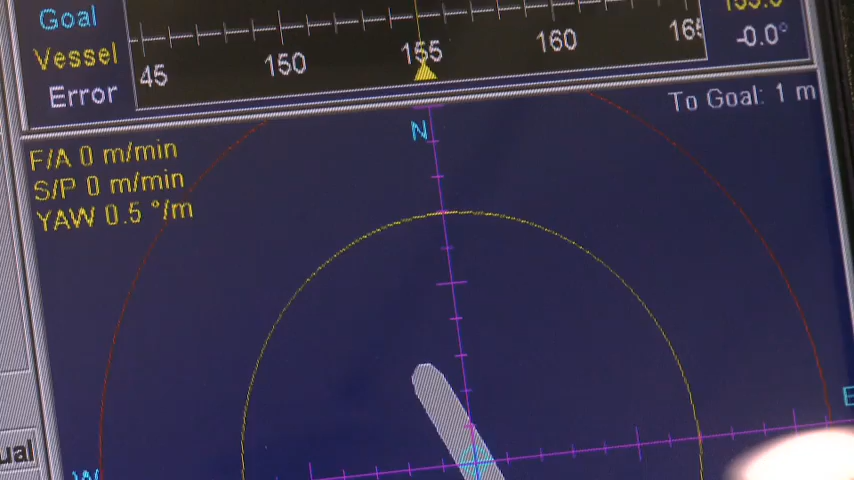 Goal
Vessel
Error
45 150 155 160
-0.0°
To Goal: 1 m
N
F/A 0 m/min
S/P 0 m/min
YAW 0.5 °/m
E
W
ual